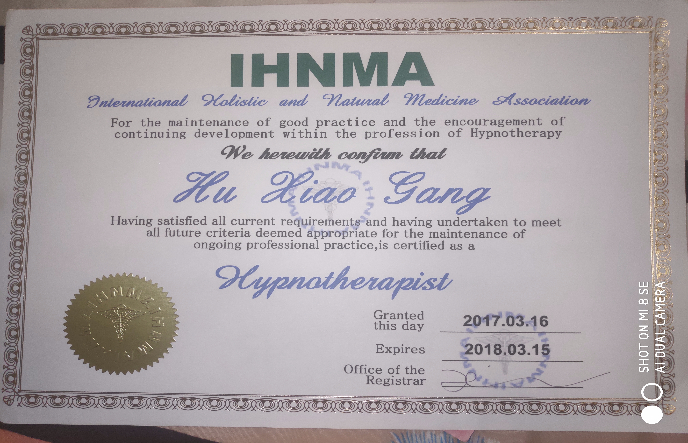 IHNMA
International Holistic and Natural Medicine Association
For the maintenance of good practice and the encouragement of
continuing development within the profession of Hypnotherapy
We herewith confirm that
Hu Xiao Gang
Having satisfied all current requirements and having undertaken to meet
all future criteria deemed appropriate for the maintenance of
ongoing professional practice,is certified as a
Hypnotherapist
Granted
this day 2017.03.16
Expires 2018.03.15
Office of the
Registrar
SHOT ON MI 8 SE
AI DUAL CAMERA